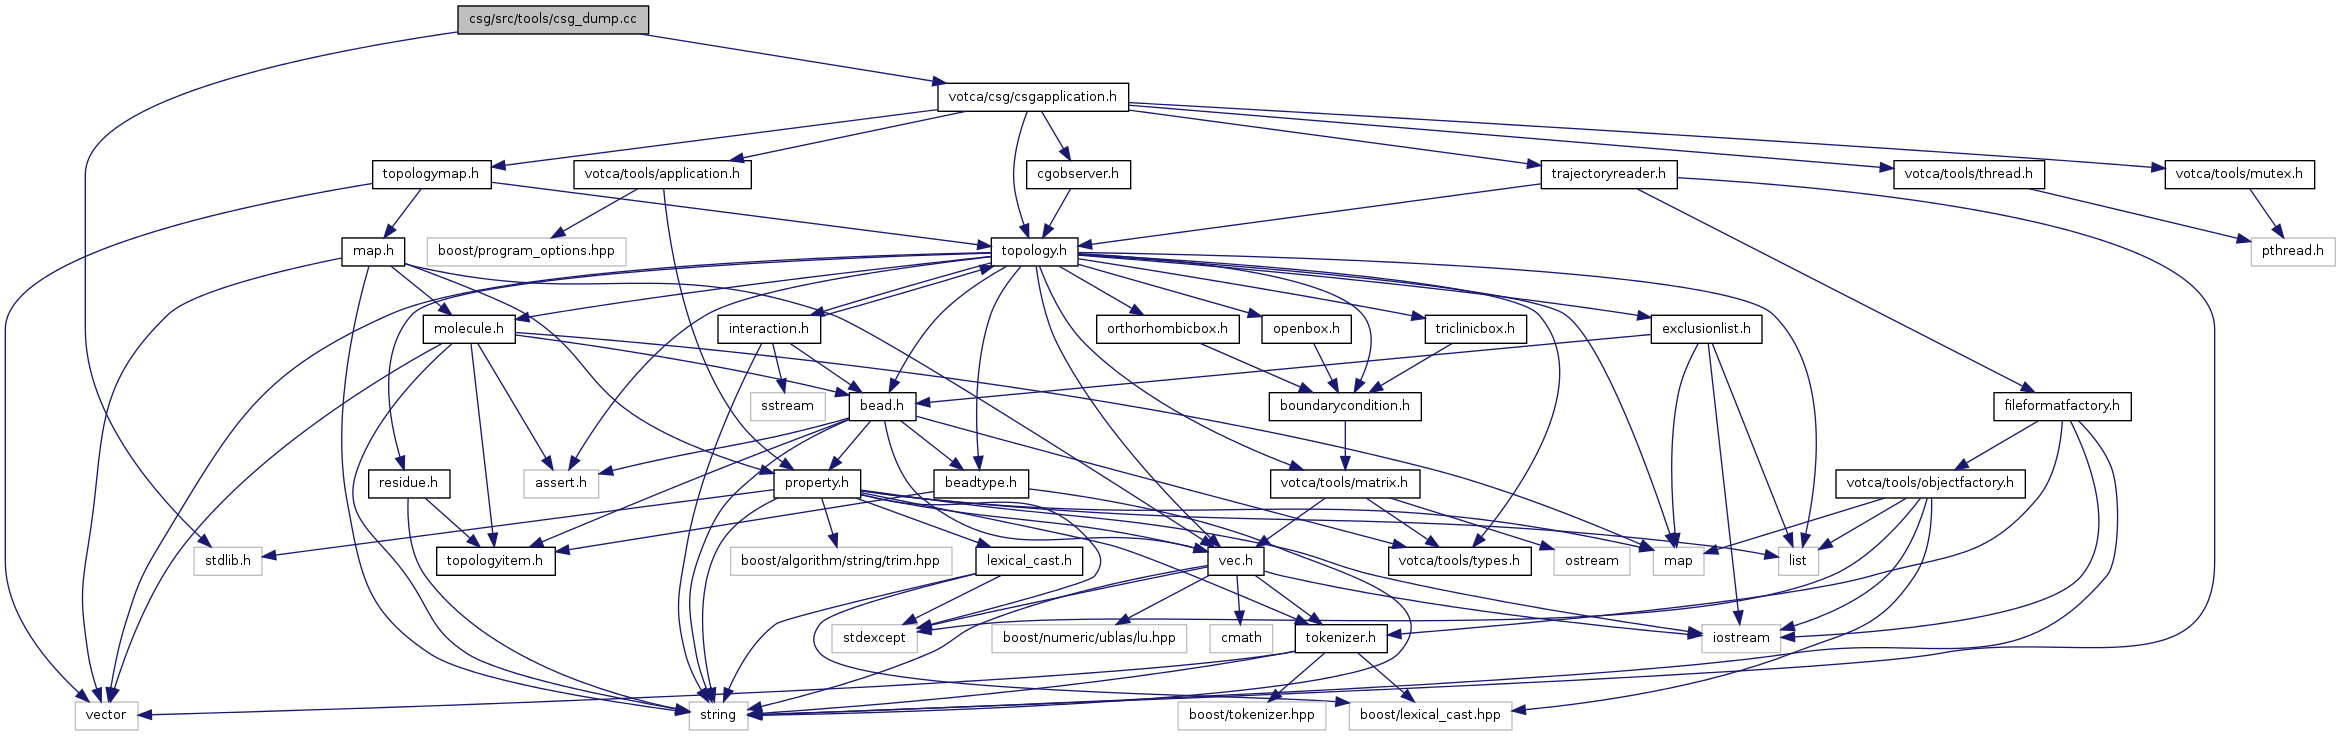 csg/src/tools/csg_dump.cc
votca/csg/csgapplication.h
topologymap.h
votca/tools/application.h
cgobserver.h
trajectoryreader.h
votca/tools/thread.h
votca/tools/mutex.h
map.h
boost/program_options.hpp
topology.h
pthread.h
molecule.h
interaction.h
orthorhombicbox.h
openbox.h
triclinicbox.h
exclusionlist.h
sstream
bead.h
boundarycondition.h
fileformatfactory.h
residue.h
assert.h
property.h
beadtype.h
votca/tools/matrix.h
votca/tools/objectfactory.h
stdlib.h
topologyitem.h
boost/algorithm/string/trim.hpp
lexical_cast.h
vec.h
votca/tools/types.h
ostream
map
list
stdexcept
boost/numeric/ublas/lu.hpp
cmath
tokenizer.h
iostream
vector
string
boost/tokenizer.hpp
boost/lexical_cast.hpp